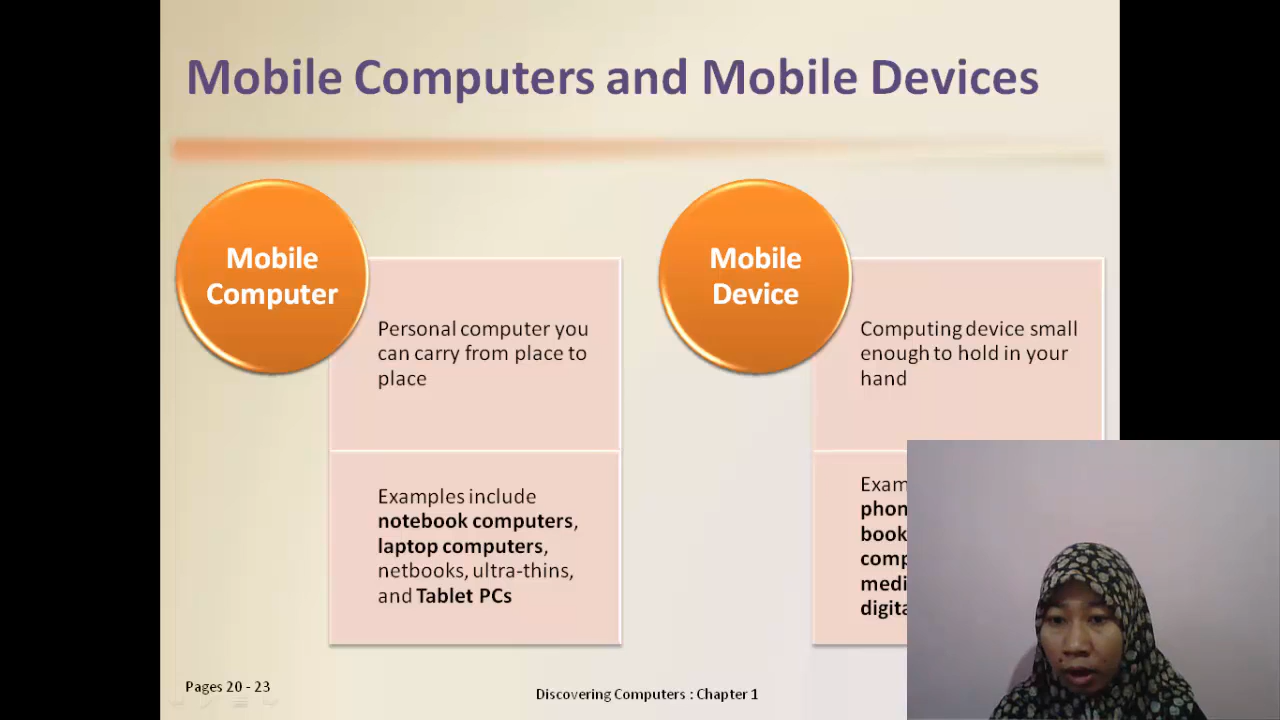 Mobile Computers and Mobile Devices
Mobile
Computer
Personal computer you
can carry from place to
place
Examples include
notebook computers,
laptop computers,
netbooks, ultra-thins,
and Tablet PCs
Mobile
Device
Computing device small
enough to hold in your
hand
Pages 20 - 23
Discovering Computers : Chapter 1